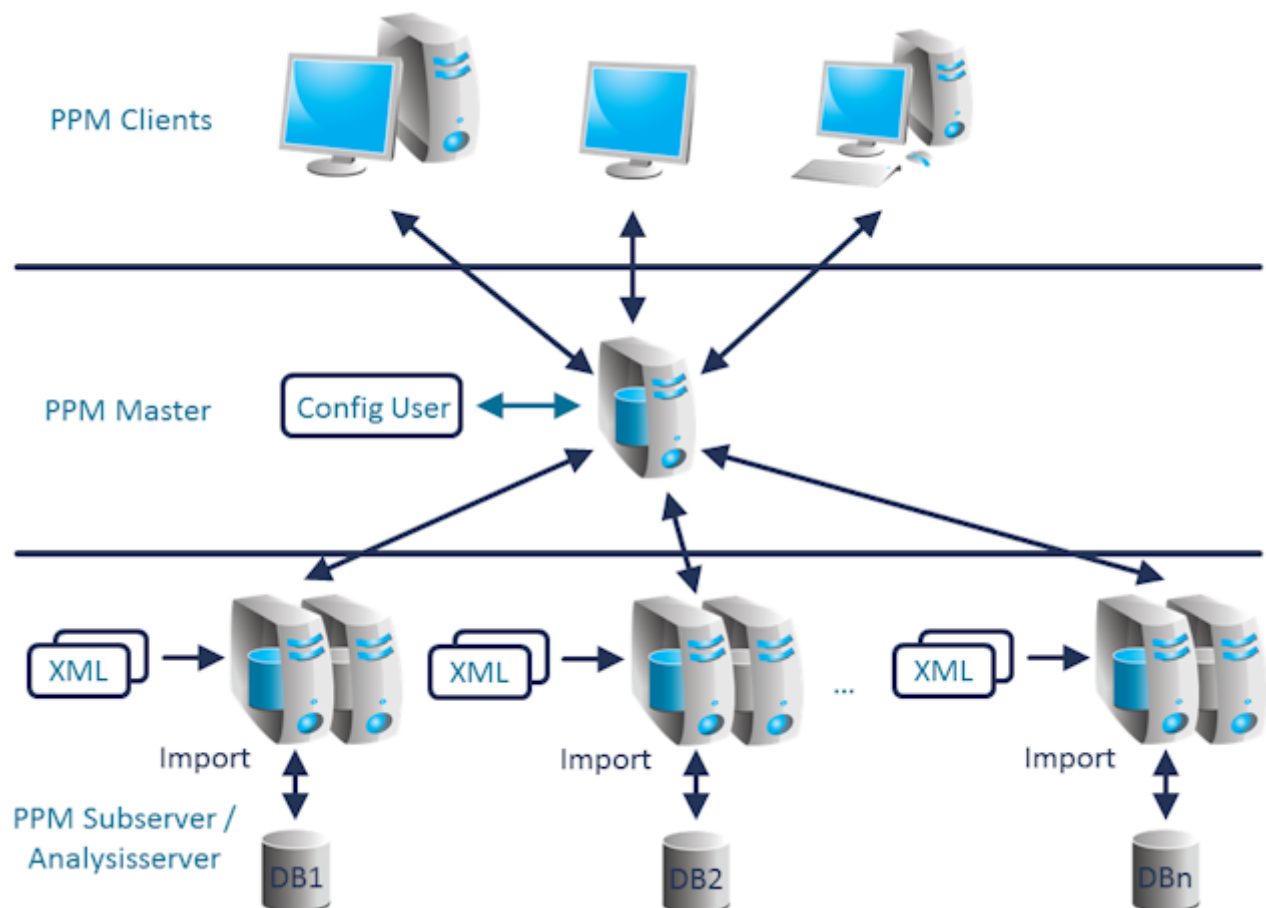 PPM Clients
PPM Master
Config User
XML
XML
...
XML
Import
Import
Import
PPM Subserver /
Analysisserver
DB1
DB2
DBn